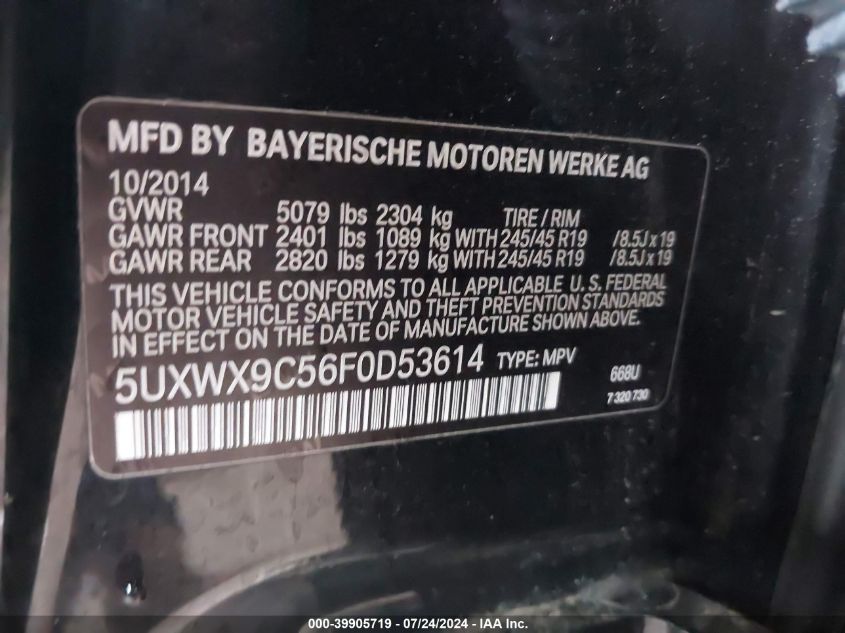 MFD BY BAYERISCHE MOTOREN WERKE AG
10/2014
GVWR 5079 lbs 2304 kg TIRE / RIM
GAWR FRONT 2401 lbs 1089 kg WITH 245/45 R19 /8.5J x 19
GAWR REAR 2820 lbs 1279 kg WITH 245/45 R19 /8.5J x 19
THIS VEHICLE CONFORMS TO ALL APPLICABLE U. S. FEDERAL
MOTOR VEHICLE SAFETY AND THEFT PREVENTION STANDARDS
IN EFFECT ON THE DATE OF MANUFACTURE SHOWN ABOVE.
5UXWX9C56F0D53614 TYPE: MPV 668U
7 320 730
000-39905719 / 07/24/2024 / IAA Inc.